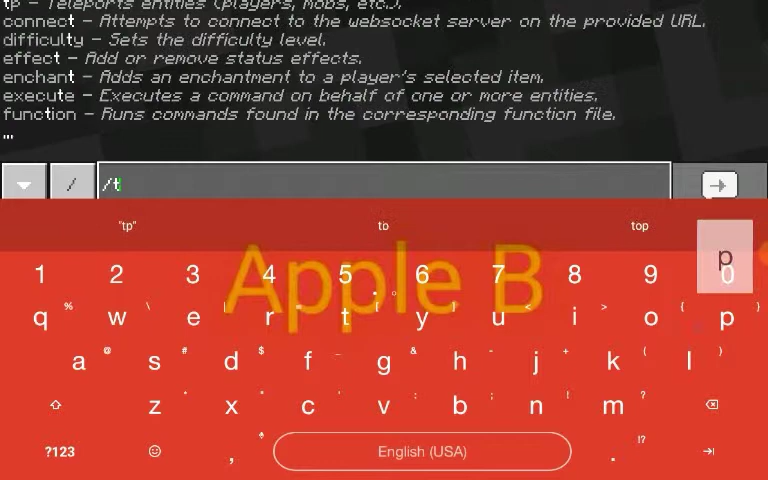 tp – Teleports entities (players, mobs, etc.).
connect – Attempts to connect to the websocket server on the provided URL.
difficulty – Sets the difficulty level.
effect – Add or remove status effects.
enchant – Adds an enchantment to a player's selected item.
execute – Executes a command on behalf of one or more entities.
function – Runs commands found in the corresponding function file.
...
/ /t
"tp" tb top
p
Apple B
1 2 3 4 5 6 7 8 9 0
q % w \ e | r = t [ y ] u < i > o { p }
a @ s # d $ f _ g & h - j + k ( l )
z * x " c ' v : b ; n ! m ?
?123 , English (USA) . !?